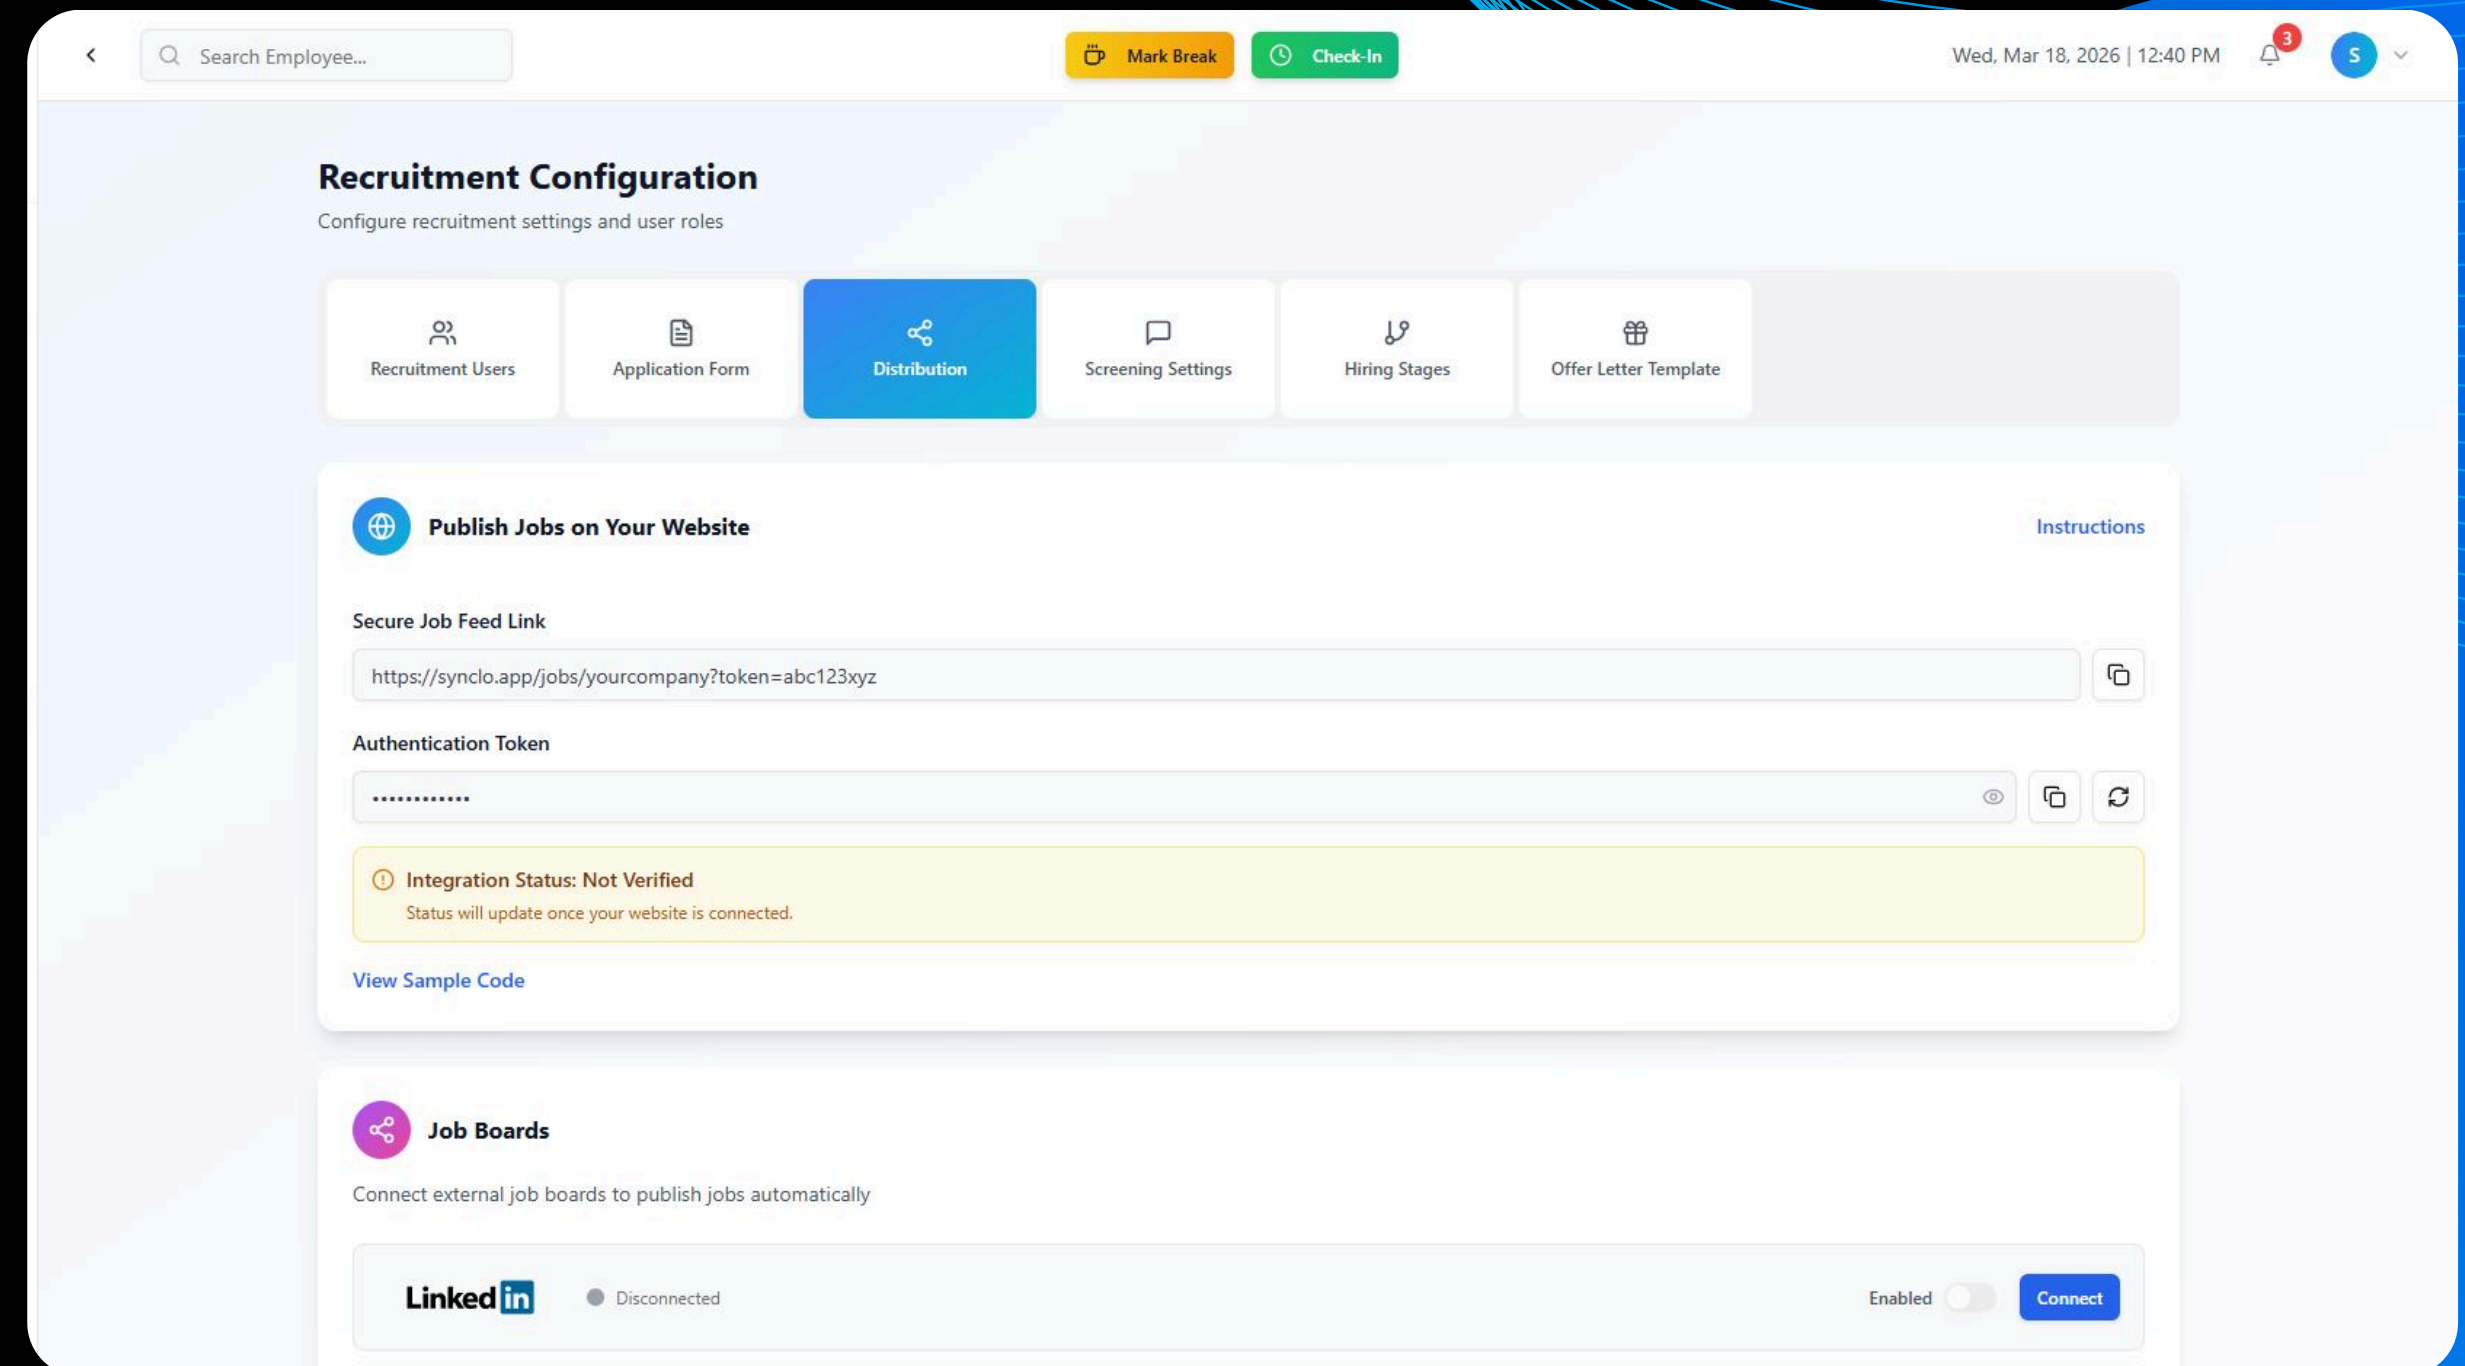 Search Employee...
Mark Break
Check-In
Wed, Mar 18, 2026 | 12:40 PM
3
S
Recruitment Configuration
Configure recruitment settings and user roles
Recruitment Users
Application Form
Distribution
Screening Settings
Hiring Stages
Offer Letter Template
Publish Jobs on Your Website
Instructions
Secure Job Feed Link
https://synclo.app/jobs/yourcompany?token=abc123xyz
Authentication Token
••••••••••••
Integration Status: Not Verified
Status will update once your website is connected.
View Sample Code
Job Boards
Connect external job boards to publish jobs automatically
Linked in
Disconnected
Enabled
Connect